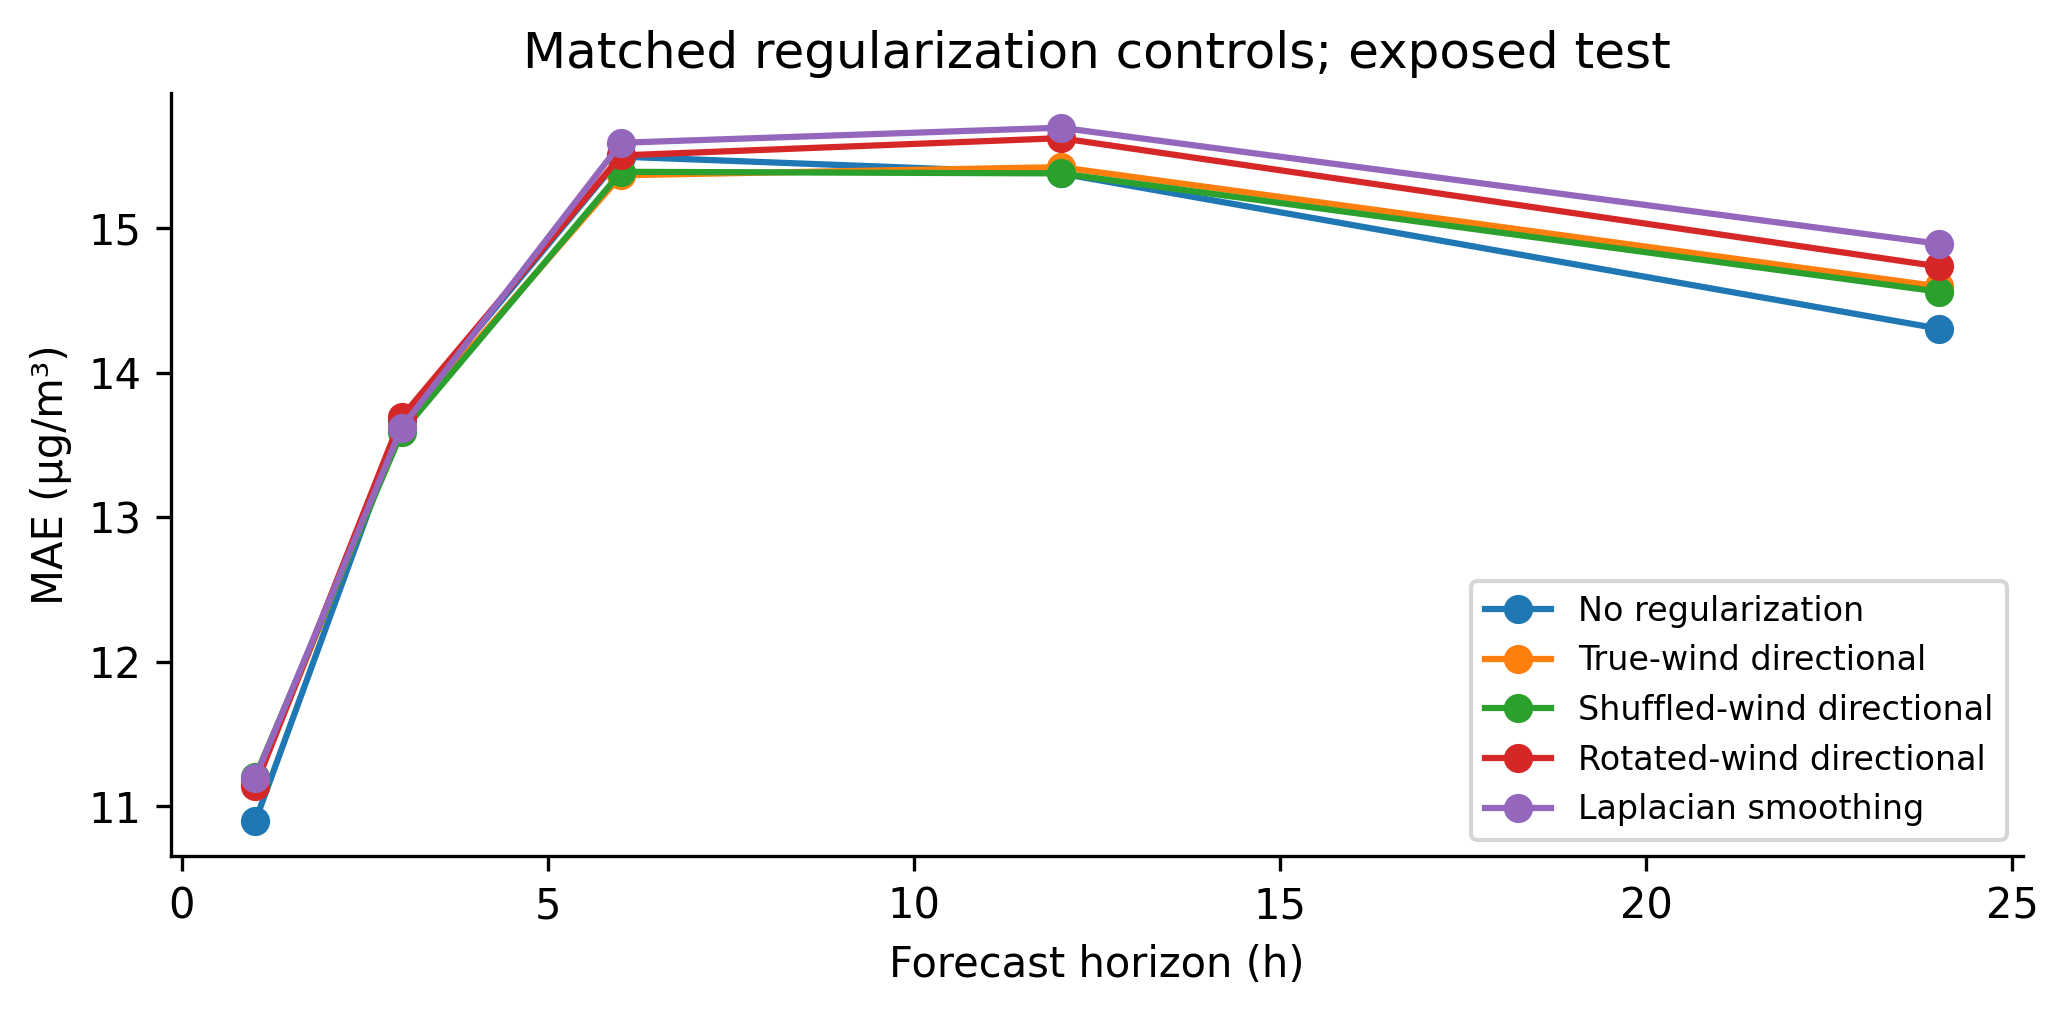 Matched regularization controls; exposed test
MAE (µg/m³)
15
14
13
12
11
0 5 10 15 20 25
Forecast horizon (h)
No regularization
True-wind directional
Shuffled-wind directional
Rotated-wind directional
Laplacian smoothing